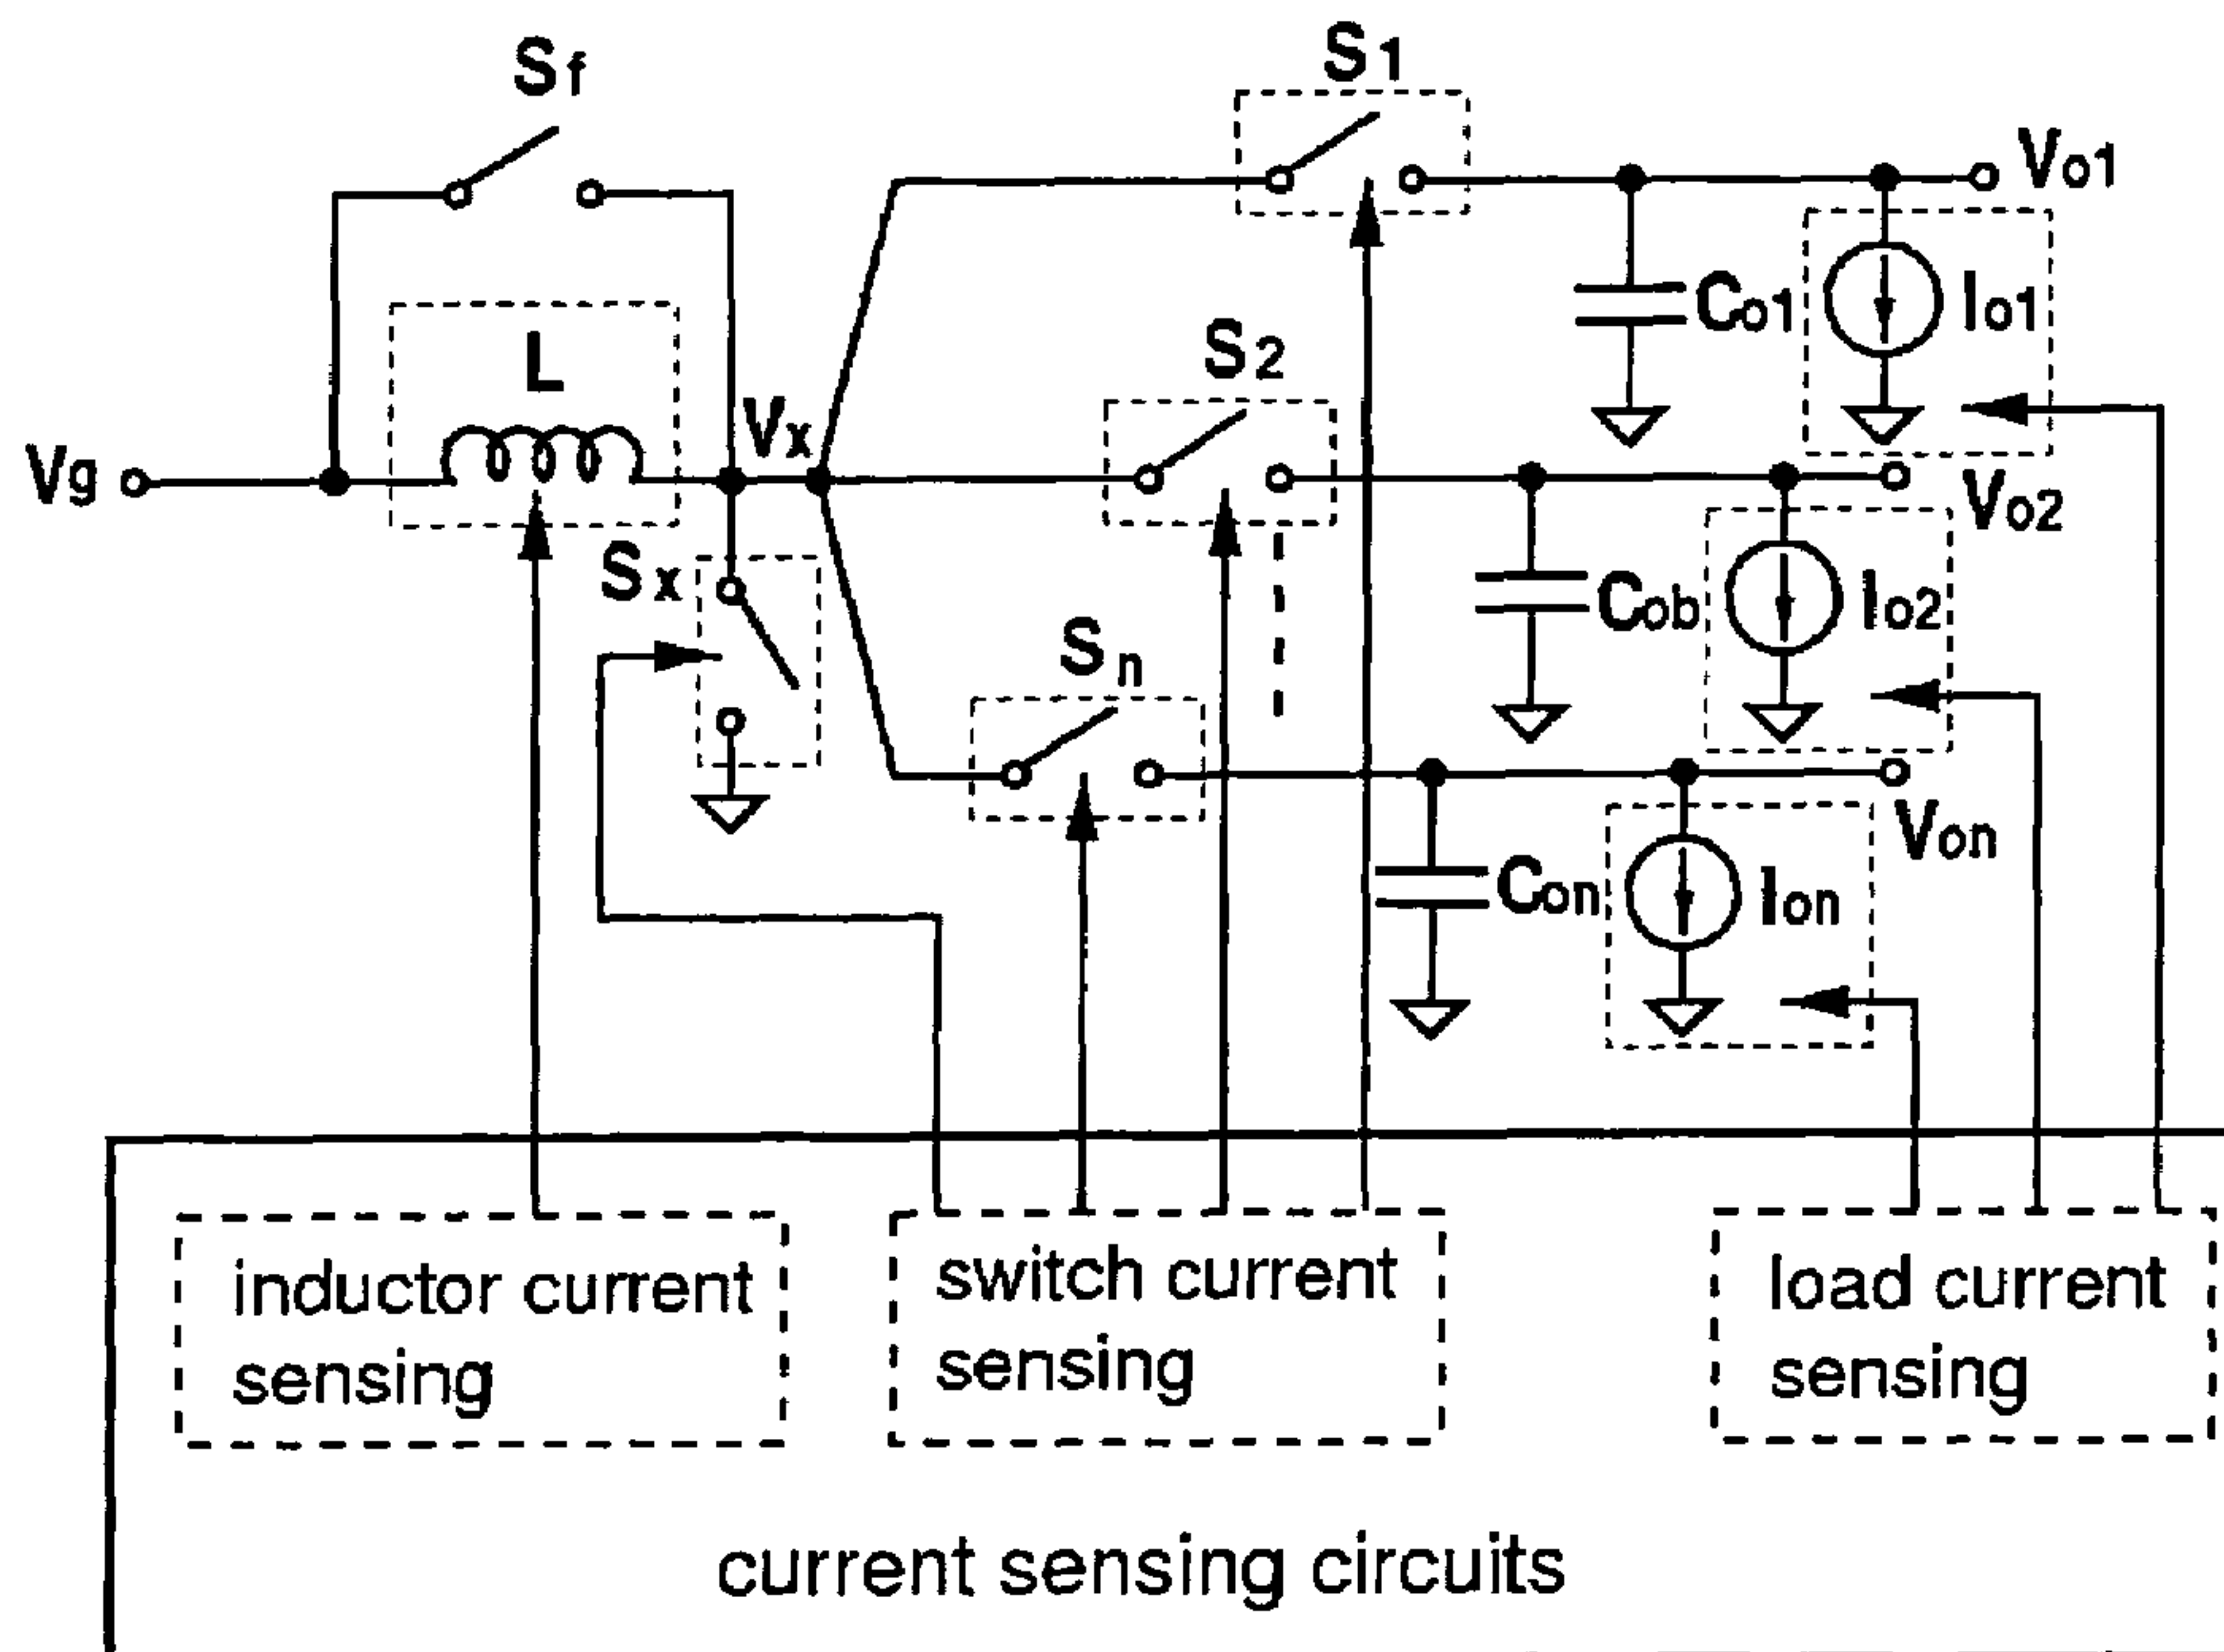 Sf
S1
Vo1
L
Co1
Io1
S2
Vx
Vg
Vo2
Sx
Cob
Io2
Sn
Von
Con
Ion
inductor current
sensing
switch current
sensing
load current
sensing
current sensing circuits